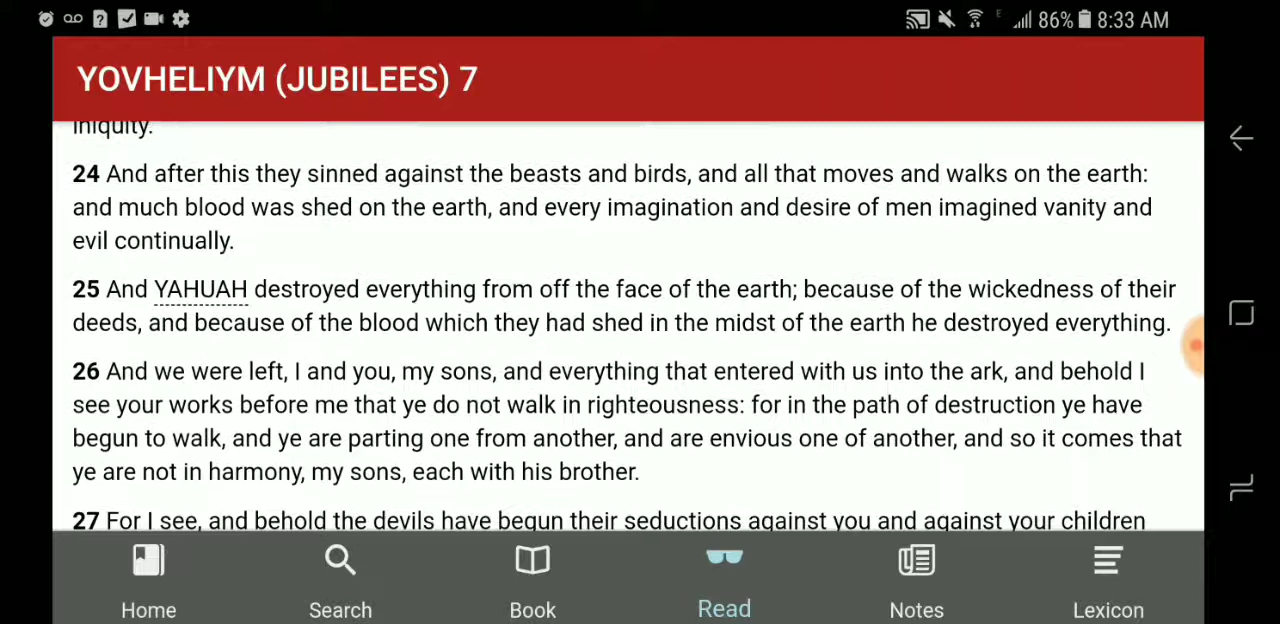 86% 8:33 AM
YOVHELIYM (JUBILEES) 7
iniquity.
24 And after this they sinned against the beasts and birds, and all that moves and walks on the earth:
and much blood was shed on the earth, and every imagination and desire of men imagined vanity and
evil continually.
25 And YAHUAH destroyed everything from off the face of the earth; because of the wickedness of their
deeds, and because of the blood which they had shed in the midst of the earth he destroyed everything.
26 And we were left, I and you, my sons, and everything that entered with us into the ark, and behold I
see your works before me that ye do not walk in righteousness: for in the path of destruction ye have
begun to walk, and ye are parting one from another, and are envious one of another, and so it comes that
ye are not in harmony, my sons, each with his brother.
27 For I see, and behold the devils have begun their seductions against you and against your children
Home Search Book Read Notes Lexicon